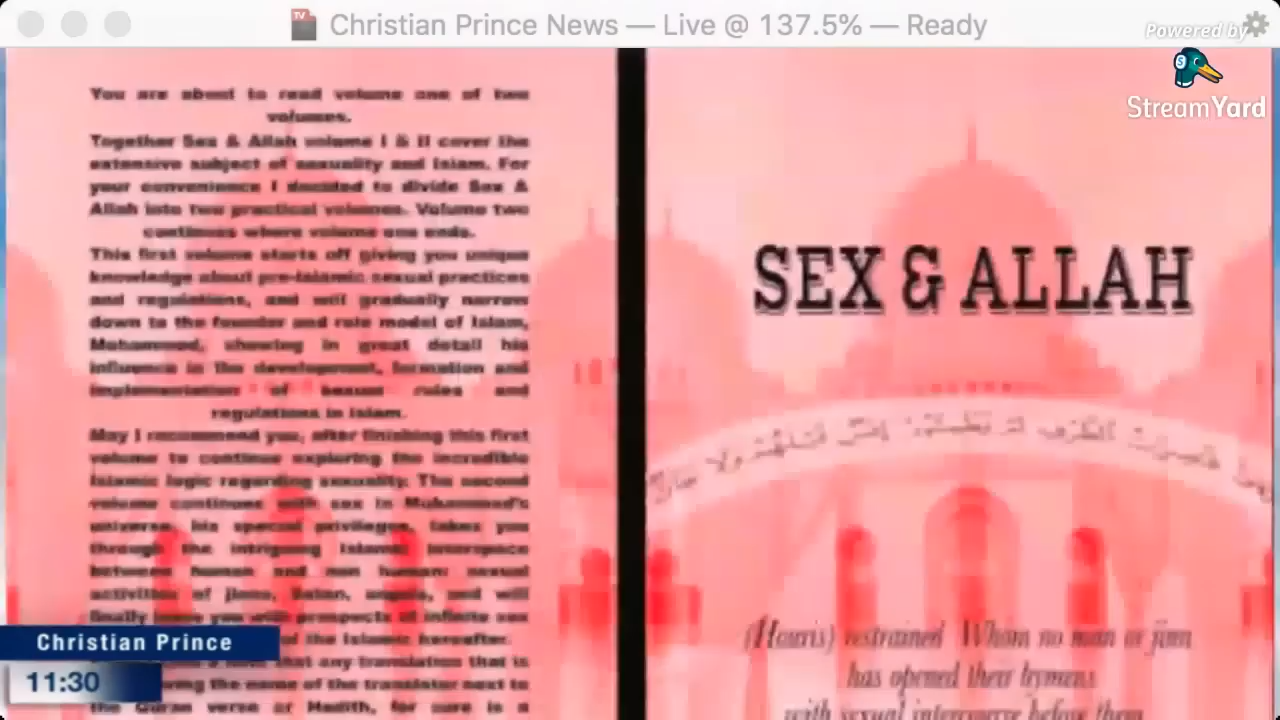 Christian Prince News — Live @ 137.5% — Ready
Powered by
StreamYard
You are about to read volume one of two
volumes.
Together Sex & Allah volume I & II cover the
extensive subject of sexuality and Islam. For
your convenience I decided to divide Sex &
Allah into two practical volumes. Volume two
continues where volume one ends.
This first volume starts off giving you unique
knowledge about pre-Islamic sexual practices
and regulations, and will gradually narrow
down to the founder and role model of Islam,
Mohammed, showing in great detail his
influence in the development, formation and
implementation of sexual rules and
regulations in Islam.
May I recommend you, after finishing this first
volume to continue exploring the incredible
Islamic logic regarding sexuality. The second
volume continues with sex in Muhammad's
universe, his special privileges, takes you
through the intriguing Islamic interspace
between human and non human: sexual
activities of jinns, Satan, angels, and will
finally leave you with prospects of infinite sex
of the Islamic hereafter.
that any translation that is
the name of the translator next to
the Quran verse or Hadith, for sure is a
SEX & ALLAH
(Houris) restrained Whom no man or jinn
has opened their hymens
with sexual intercourse before them
Christian Prince
11:30